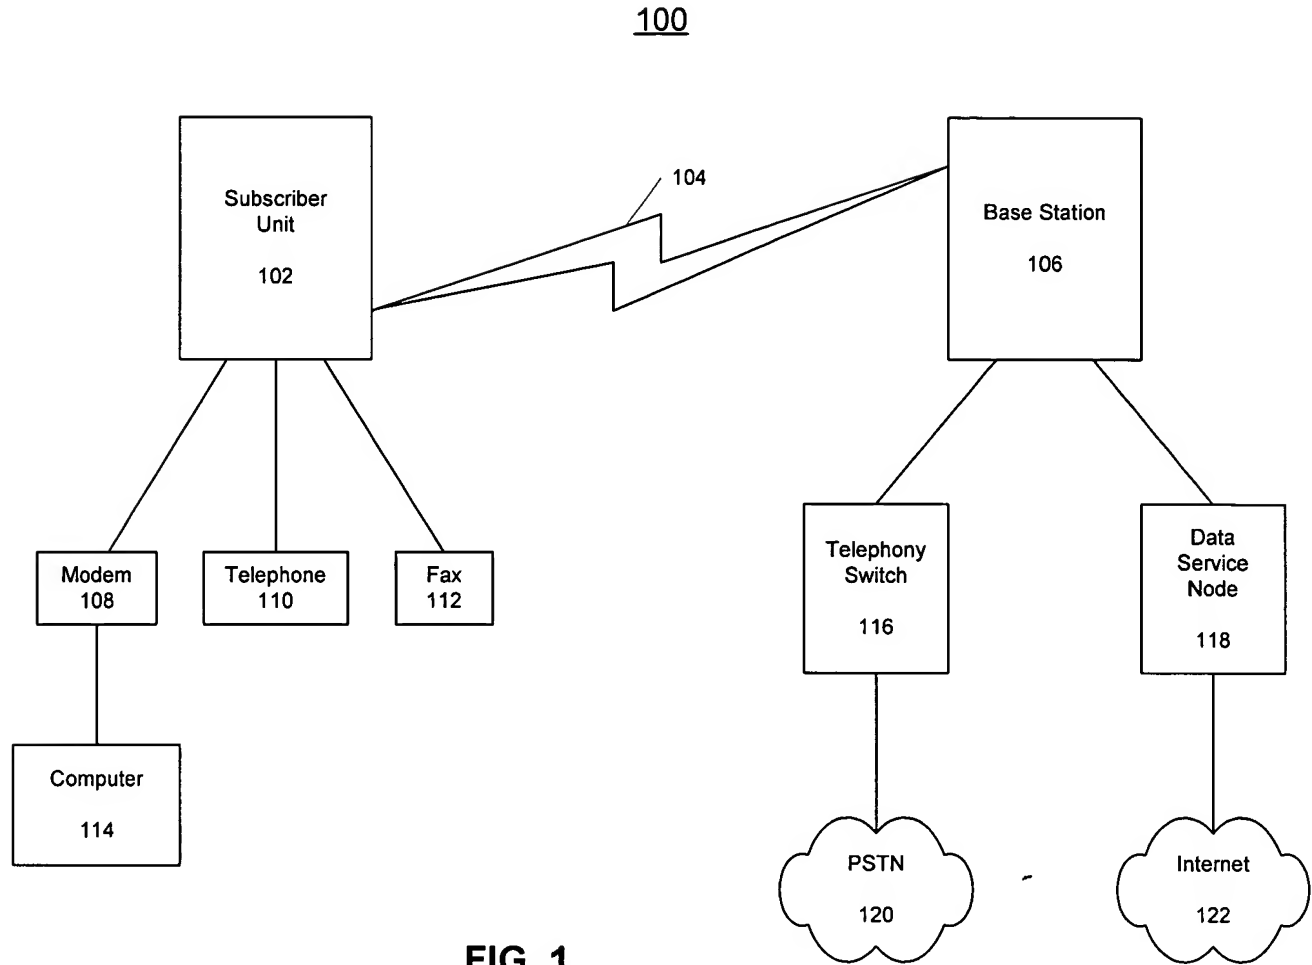 100
104
Subscriber
Unit
102
Base Station
106
Modem
108
Telephone
110
Fax
112
Telephony
Switch
116
Data
Service
Node
118
Computer
114
PSTN
120
Internet
122
FIG. 1